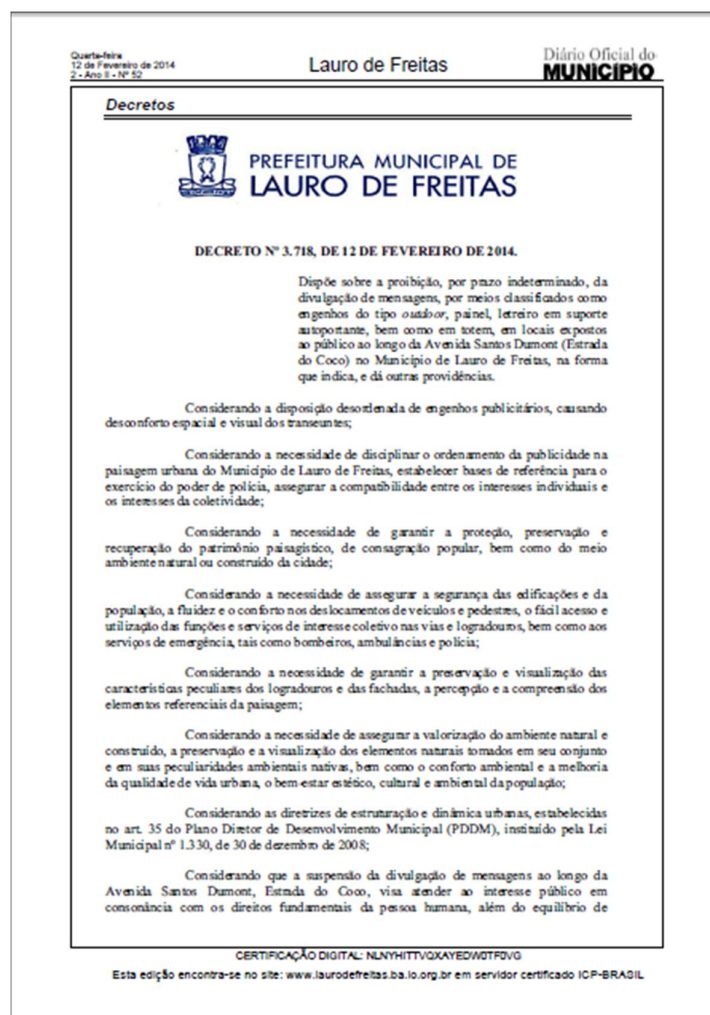 Quarta-feira
12 de Fevereiro de 2014
2 - Ano II - Nº 52
Lauro de Freitas
Diário Oficial do
MUNICÍPIO
Decretos
PREFEITURA MUNICIPAL DE
LAURO DE FREITAS
DECRETO Nº 3.718, DE 12 DE FEVEREIRO DE 2014.
Dispõe sobre a proibição, por prazo indeterminado, da
divulgação de mensagens, por meios classificados como
engenhos do tipo outdoor, painel, letreiro em suporte
autoportante, bem como em totem, em locais expostos
ao público ao longo da Avenida Santos Dumont (Estrada
do Coco) no Município de Lauro de Freitas, na forma
que indica, e dá outras providências.
Considerando a disposição desordenada de engenhos publicitários, causando
desconforto espacial e visual dos transeuntes;
Considerando a necessidade de disciplinar o ordenamento da publicidade na
paisagem urbana do Município de Lauro de Freitas, estabelecer bases de referência para o
exercício do poder de polícia, assegurar a compatibilidade entre os interesses individuais e
os interesses da coletividade;
Considerando a necessidade de garantir a proteção, preservação e
recuperação do patrimônio paisagístico, de consagração popular, bem como do meio
ambiente natural ou construído da cidade;
Considerando a necessidade de assegurar a segurança das edificações e da
população, a fluidez e o conforto nos deslocamentos de veículos e pedestres, o fácil acesso e
utilização das funções e serviços de interesse coletivo nas vias e logradouros, bem como aos
serviços de emergência, tais como bombeiros, ambulâncias e polícia;
Considerando a necessidade de garantir a preservação e visualização das
características peculiares dos logradouros e das fachadas, a percepção e a compreensão dos
elementos referenciais da paisagem;
Considerando a necessidade de assegurar a valorização do ambiente natural e
construído, a preservação e a visualização dos elementos naturais tomados em seu conjunto
e em suas peculiaridades ambientais nativas, bem como o conforto ambiental e a melhoria
da qualidade de vida urbana, o bem-estar estético, cultural e ambiental da população;
Considerando as diretrizes de estruturação e dinâmica urbanas, estabelecidas
no art. 35 do Plano Diretor de Desenvolvimento Municipal (PDDM), instituído pela Lei
Municipal nº 1.330, de 30 de dezembro de 2008;
Considerando que a suspensão da divulgação de mensagens ao longo da
Avenida Santos Dumont, Estrada do Coco, visa atender ao interesse público em
consonância com os direitos fundamentais da pessoa humana, além do equilíbrio de
CERTIFICAÇÃO DIGITAL: NLNYHITTVQXAYEDW0TF0VG
Esta edição encontra-se no site: www.laurodefreitas.ba.io.org.br em servidor certificado ICP-BRASIL